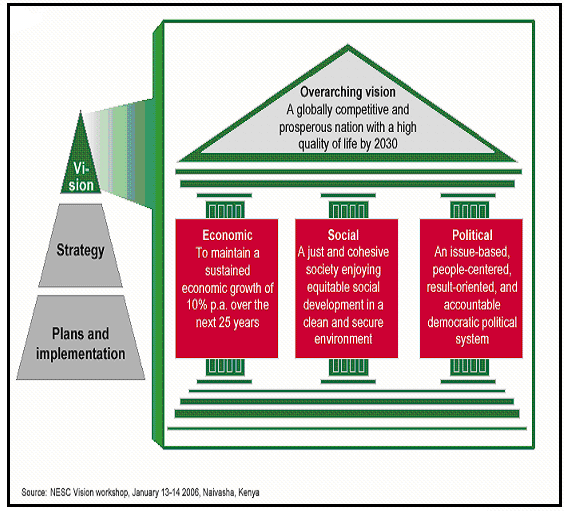 Overarching vision
A globally competitive and
prosperous nation with a high
quality of life by 2030
Vi-
sion
Strategy
Plans and
implementation
Economic
To maintain a
sustained
economic growth of
10% p.a. over the
next 25 years
Social
A just and cohesive
society enjoying
equitable social
development in a
clean and secure
environment
Political
An issue-based,
people-centered,
result-oriented, and
accountable
democratic political
system
Source: NESC Vision workshop, January 13-14 2006, Naivasha, Kenya